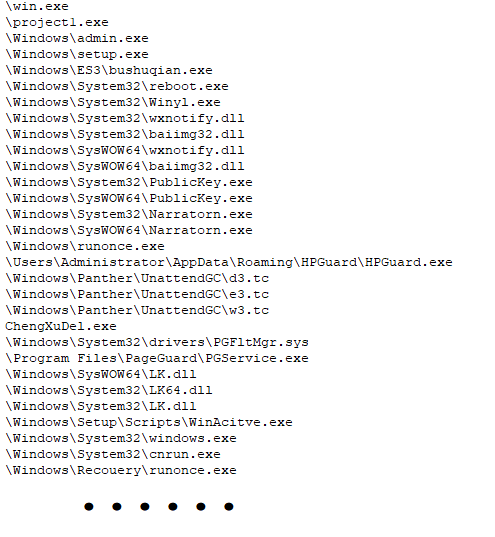 \win.exe
\project1.exe
\Windows\admin.exe
\Windows\setup.exe
\Windows\ES3\bushuqian.exe
\Windows\System32\reboot.exe
\Windows\System32\Winyl.exe
\Windows\System32\wxnotify.dll
\Windows\System32\baiimg32.dll
\Windows\SysWOW64\wxnotify.dll
\Windows\SysWOW64\baiimg32.dll
\Windows\System32\PublicKey.exe
\Windows\SysWOW64\PublicKey.exe
\Windows\System32\Narratorn.exe
\Windows\SysWOW64\Narratorn.exe
\Windows\runonce.exe
\Users\Administrator\AppData\Roaming\HPGuard\HPGuard.exe
\Windows\Panther\UnattendGC\d3.tc
\Windows\Panther\UnattendGC\e3.tc
\Windows\Panther\UnattendGC\w3.tc
ChengXuDel.exe
\Windows\System32\drivers\PGFltMgr.sys
\Program Files\PageGuard\PGService.exe
\Windows\SysWOW64\LK.dll
\Windows\System32\LK64.dll
\Windows\System32\LK.dll
\Windows\Setup\Scripts\WinAcitve.exe
\Windows\System32\windows.exe
\Windows\System32\cnrun.exe
\Windows\Recouery\runonce.exe
••••••